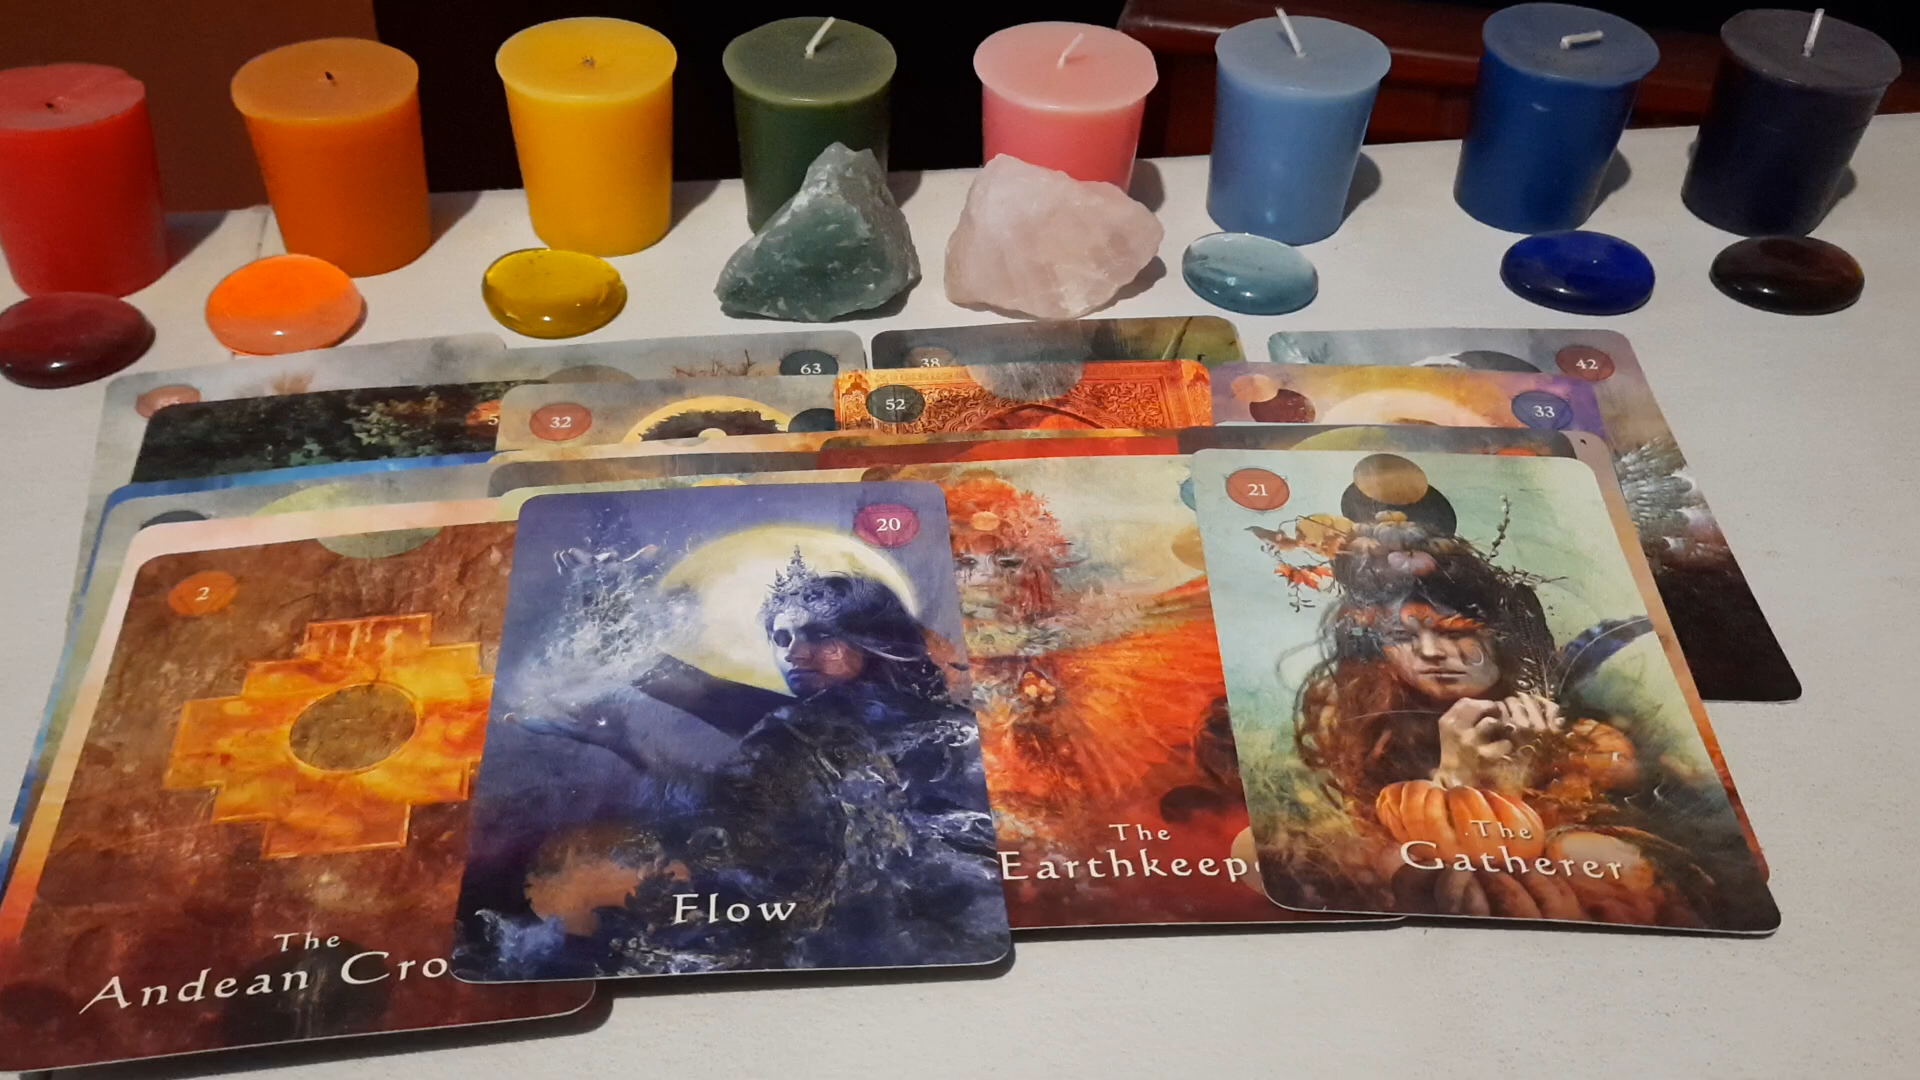 63
38
42
32
52
33
2
The
Andean Cro
20
Flow
The
Earthkeep
21
The
Gatherer